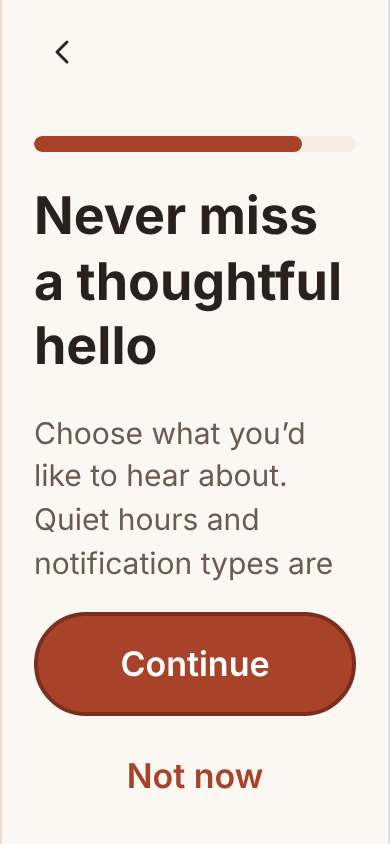 Never miss
a thoughtful
hello
Choose what you’d
like to hear about.
Quiet hours and
notification types are
Continue
Not now